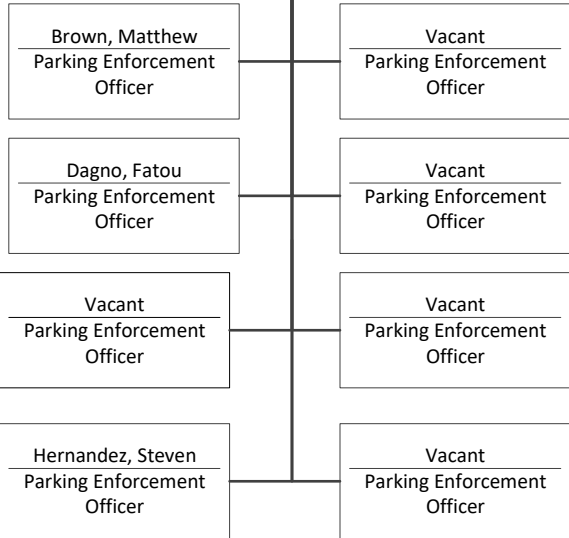 Brown, Matthew
Parking Enforcement
Officer
Vacant
Parking Enforcement
Officer
Dagno, Fatou
Parking Enforcement
Officer
Vacant
Parking Enforcement
Officer
Vacant
Parking Enforcement
Officer
Vacant
Parking Enforcement
Officer
Hernandez, Steven
Parking Enforcement
Officer
Vacant
Parking Enforcement
Officer